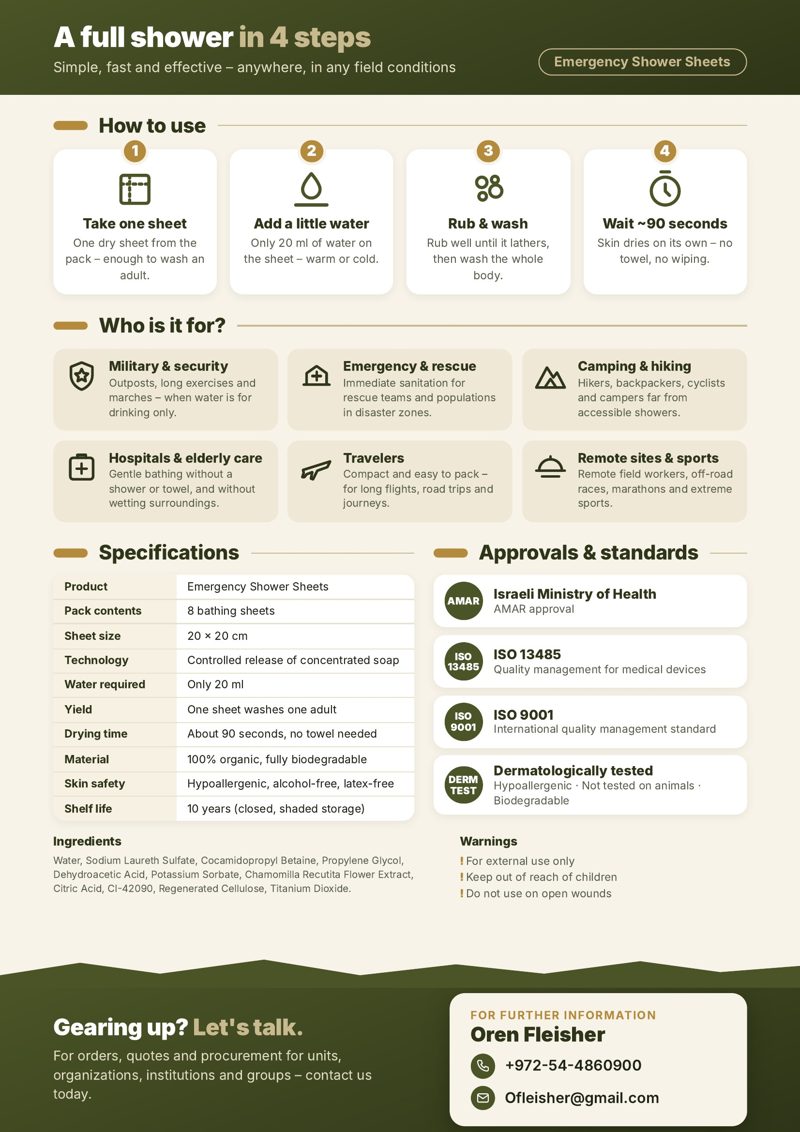 A full shower in 4 steps
Simple, fast and effective – anywhere, in any field conditions
Emergency Shower Sheets
How to use
1
Take one sheet
One dry sheet from the
pack – enough to wash an
adult.
2
Add a little water
Only 20 ml of water on
the sheet – warm or cold.
3
Rub & wash
Rub well until it lathers,
then wash the whole
body.
4
Wait ~90 seconds
Skin dries on its own – no
towel, no wiping.
Who is it for?
Military & security
Outposts, long exercises and
marches – when water is for
drinking only.
Emergency & rescue
Immediate sanitation for
rescue teams and populations
in disaster zones.
Camping & hiking
Hikers, backpackers, cyclists
and campers far from
accessible showers.
Hospitals & elderly care
Gentle bathing without a
shower or towel, and without
wetting surroundings.
Travelers
Compact and easy to pack –
for long flights, road trips and
journeys.
Remote sites & sports
Remote field workers, off-road
races, marathons and extreme
sports.
Specifications
Product Emergency Shower Sheets
Pack contents 8 bathing sheets
Sheet size 20 × 20 cm
Technology Controlled release of concentrated soap
Water required Only 20 ml
Yield One sheet washes one adult
Drying time About 90 seconds, no towel needed
Material 100% organic, fully biodegradable
Skin safety Hypoallergenic, alcohol-free, latex-free
Shelf life 10 years (closed, shaded storage)
Approvals & standards
AMAR
Israeli Ministry of Health
AMAR approval
ISO
13485
ISO 13485
Quality management for medical devices
ISO
9001
ISO 9001
International quality management standard
DERM
TEST
Dermatologically tested
Hypoallergenic · Not tested on animals ·
Biodegradable
Ingredients
Water, Sodium Laureth Sulfate, Cocamidopropyl Betaine, Propylene Glycol,
Dehydroacetic Acid, Potassium Sorbate, Chamomilla Recutita Flower Extract,
Citric Acid, CI-42090, Regenerated Cellulose, Titanium Dioxide.
Warnings
! For external use only
! Keep out of reach of children
! Do not use on open wounds
Gearing up? Let's talk.
For orders, quotes and procurement for units,
organizations, institutions and groups – contact us
today.
FOR FURTHER INFORMATION
Oren Fleisher
+972-54-4860900
Ofleisher@gmail.com